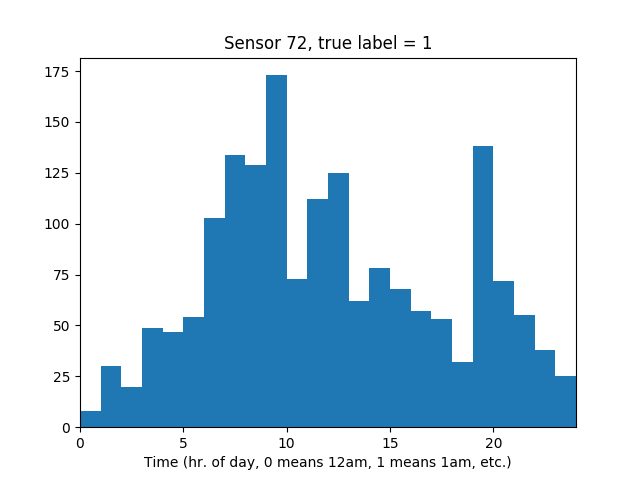 Sensor 72, true label = 1
175
150
125
100
75
50
25
0
0 5 10 15 20
Time (hr. of day, 0 means 12am, 1 means 1am, etc.)